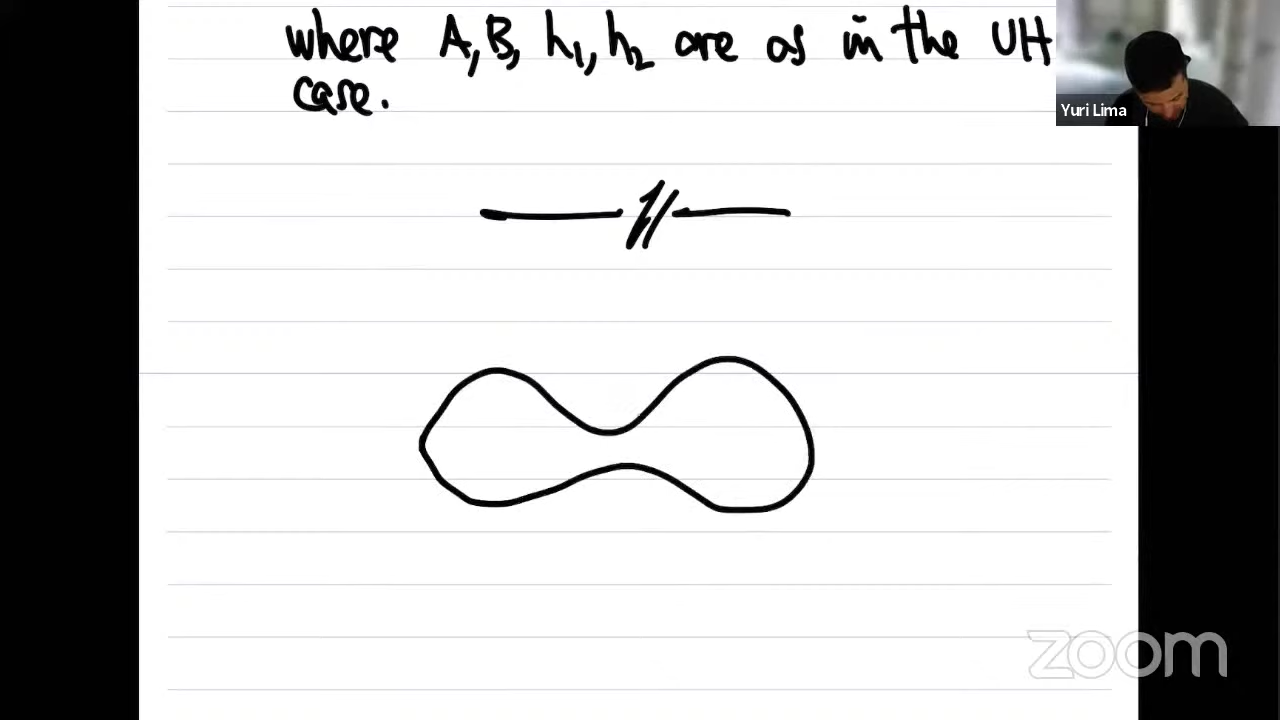 where A, B, h₁, h₂ are as in the UH
case.
Yuri Lima
zoom